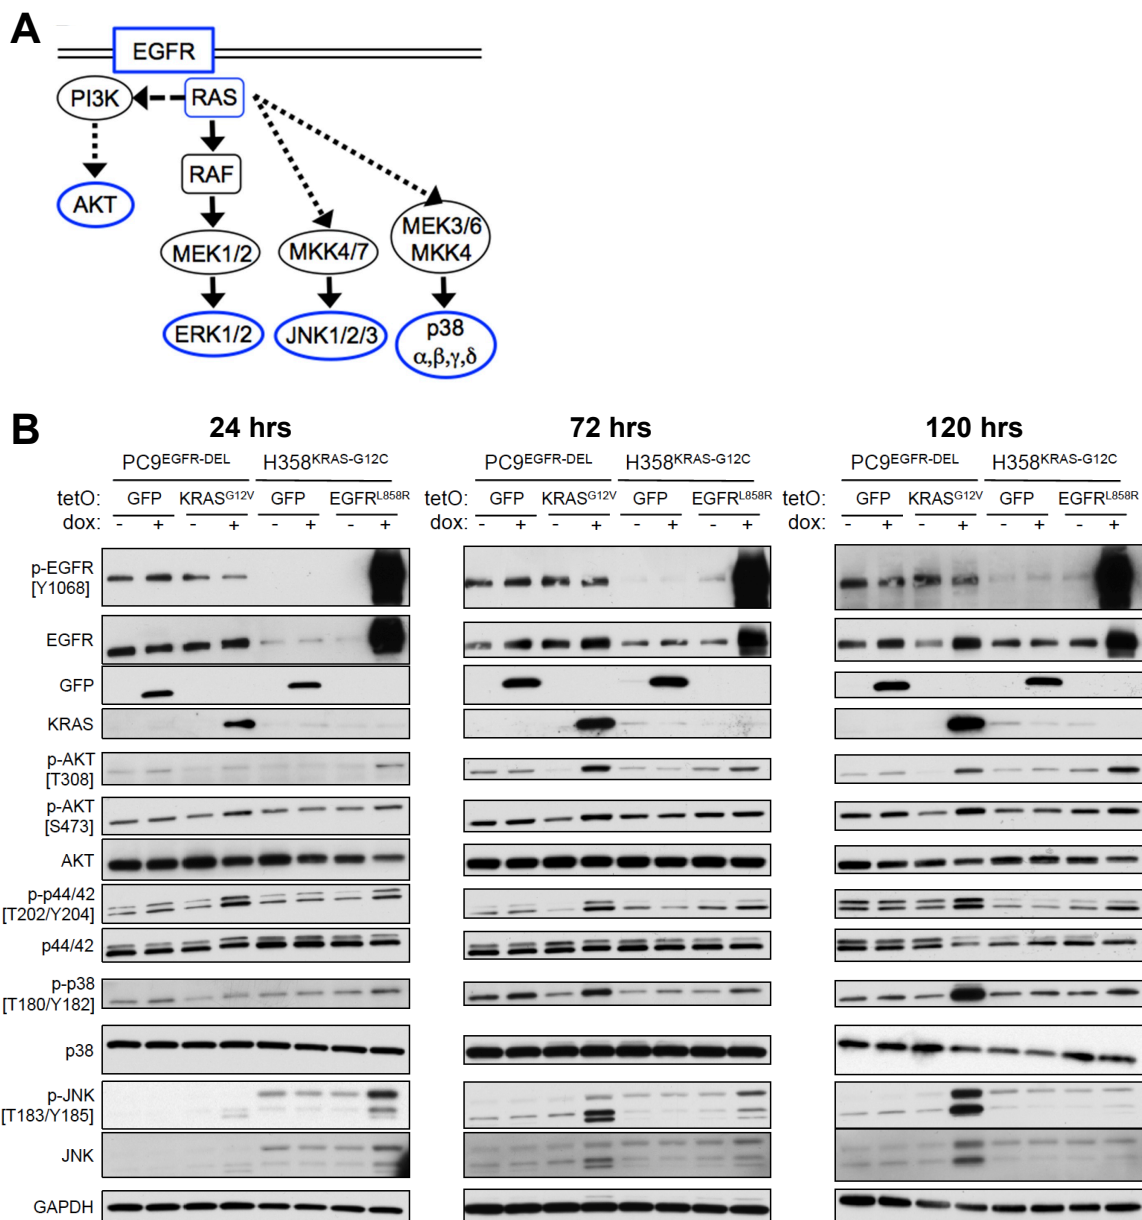 A
EGFR
PI3K
RAS
RAF
AKT
MEK1/2
MKK4/7
MEK3/6
MKK4
ERK1/2
JNK1/2/3
p38
α,β,γ,δ
B
24 hrs
72 hrs
120 hrs
PC9EGFR-DEL H358KRAS-G12C
PC9EGFR-DEL H358KRAS-G12C
PC9EGFR-DEL H358KRAS-G12C
tetO: GFP KRASG12V GFP EGFRL858R
tetO: GFP KRASG12V GFP EGFRL858R
tetO: GFP KRASG12V GFP EGFRL858R
dox: - + - + - + - +
dox: - + - + - + - +
dox: - + - + - + - +
p-EGFR
[Y1068]
EGFR
GFP
KRAS
p-AKT
[T308]
p-AKT
[S473]
AKT
p-p44/42
[T202/Y204]
p44/42
p-p38
[T180/Y182]
p38
p-JNK
[T183/Y185]
JNK
GAPDH